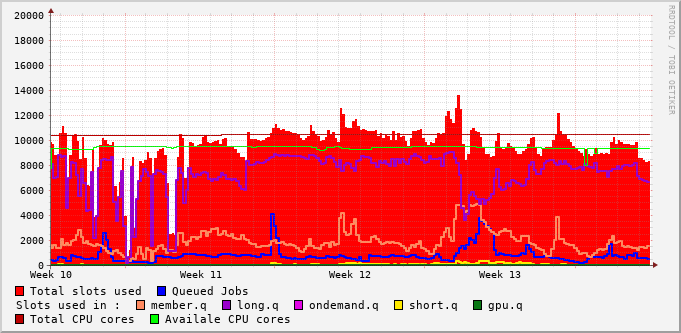 RRDTOOL / TOBI OETIKER
20000
18000
16000
14000
12000
10000
8000
6000
4000
2000
0
Week 10 Week 11 Week 12 Week 13
Total slots used Queued Jobs
Slots used in : member.q long.q ondemand.q short.q gpu.q
Total CPU cores Availale CPU cores